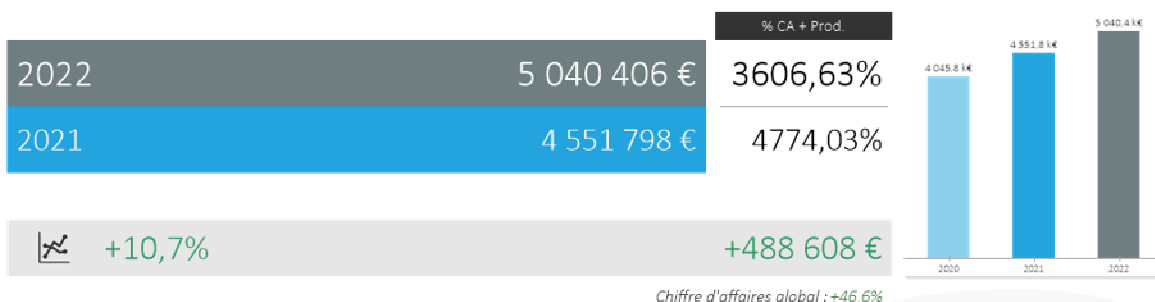 % CA + Prod.
2022 5 040 406 € 3606,63%
2021 4 551 798 € 4774,03%
+10,7% +488 608 €
Chiffre d'affaires global : +46,6%
5 040,4 k€
4 551,8 k€
4 045,8 k€
2020 2021 2022